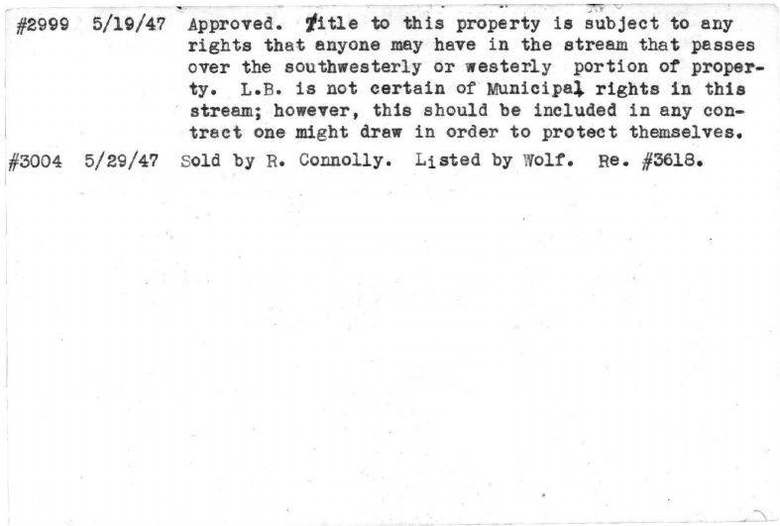 #2999 5/19/47 Approved. Title to this property is subject to any
rights that anyone may have in the stream that passes
over the southwesterly or westerly portion of proper-
ty. L.B. is not certain of Municipal rights in this
stream; however, this should be included in any con-
tract one might draw in order to protect themselves.
#3004 5/29/47 Sold by R. Connolly. Listed by Wolf. Re. #3618.